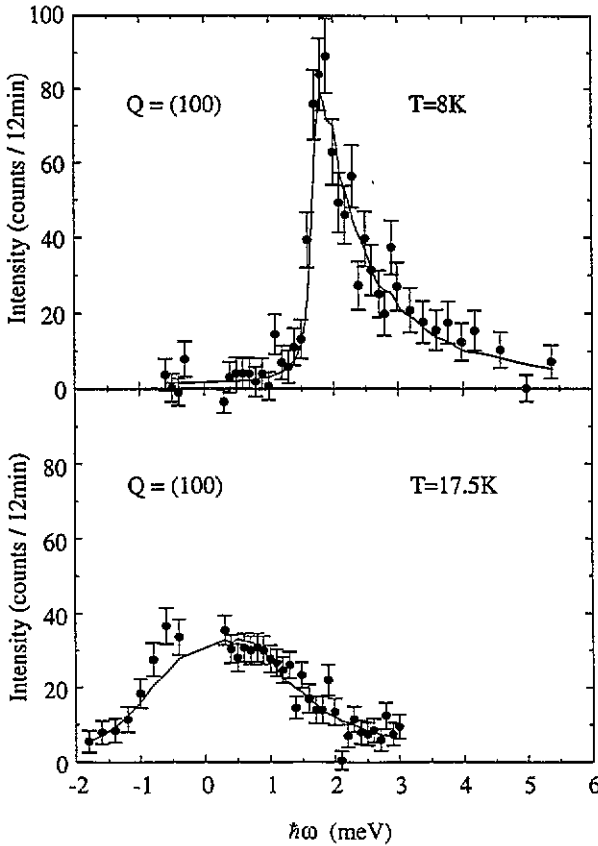 100
80
60
40
20
0
Intensity (counts / 12min)
Q = (100)
T=8K
80
60
40
20
0
Intensity (counts / 12min)
Q = (100)
T=17.5K
-2 -1 0 1 2 3 4 5 6
ħω (meV)